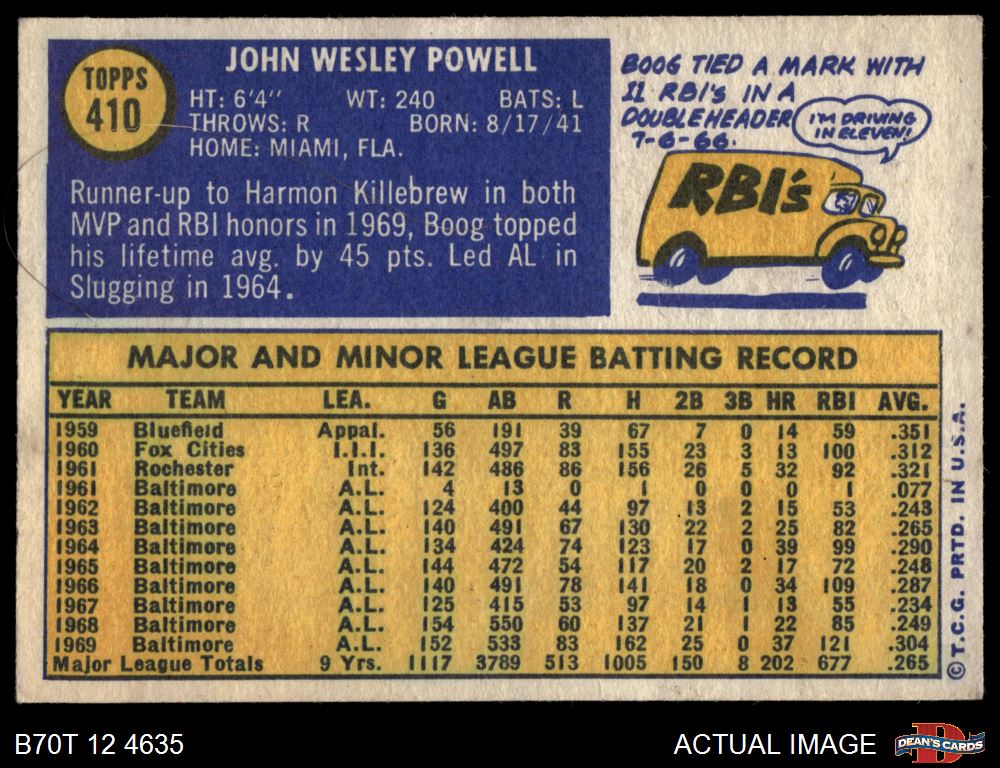 TOPPS
410
JOHN WESLEY POWELL
HT: 6'4" WT: 240 BATS: L
THROWS: R BORN: 8/17/41
HOME: MIAMI, FLA.
Runner-up to Harmon Killebrew in both
MVP and RBI honors in 1969, Boog topped
his lifetime avg. by 45 pts. Led AL in
Slugging in 1964.
BOOG TIED A MARK WITH
11 RBI'S IN A
DOUBLEHEADER
7-6-66.
I'M DRIVING
IN ELEVEN!
RBI's
MAJOR AND MINOR LEAGUE BATTING RECORD
YEAR TEAM LEA. G AB R H 2B 3B HR RBI AVG.
1959 Bluefield Appal. 56 191 39 67 7 0 14 59 .351
1960 Fox Cities I.I.I. 136 497 83 155 23 3 13 100 .312
1961 Rochester Int. 142 486 86 156 26 5 32 92 .321
1961 Baltimore A.L. 4 13 0 1 0 0 0 1 .077
1962 Baltimore A.L. 124 400 44 97 13 2 15 53 .243
1963 Baltimore A.L. 140 491 67 130 22 2 25 82 .265
1964 Baltimore A.L. 134 424 74 123 17 0 39 99 .290
1965 Baltimore A.L. 144 472 54 117 20 2 17 72 .248
1966 Baltimore A.L. 140 491 78 141 18 0 34 109 .287
1967 Baltimore A.L. 125 415 53 97 14 1 13 55 .234
1968 Baltimore A.L. 154 550 60 137 21 1 22 85 .249
1969 Baltimore A.L. 152 533 83 162 25 0 37 121 .304
Major League Totals 9 Yrs. 1117 3789 513 1005 150 8 202 677 .265
© T.C.G. PRTD. IN U.S.A.
B70T 12 4635
ACTUAL IMAGE
D
DEAN'S CARDS